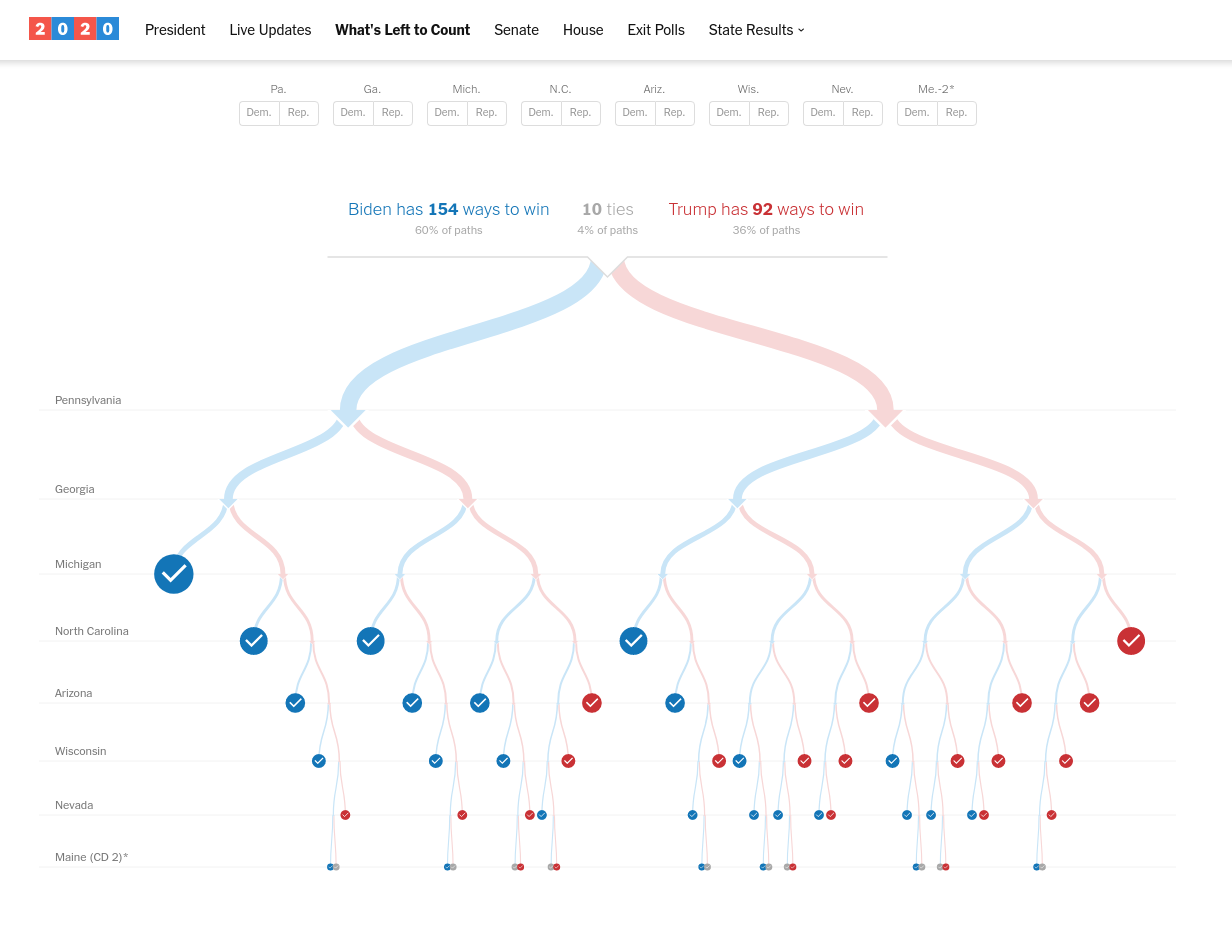 2020 President Live Updates What's Left to Count Senate House Exit Polls State Results
Pa. Ga. Mich. N.C. Ariz. Wis. Nev. Me.-2*
Dem. Rep. Dem. Rep. Dem. Rep. Dem. Rep. Dem. Rep. Dem. Rep. Dem. Rep. Dem. Rep.
Biden has 154 ways to win 10 ties Trump has 92 ways to win
60% of paths 4% of paths 36% of paths
Pennsylvania
Georgia
Michigan
North Carolina
Arizona
Wisconsin
Nevada
Maine (CD 2)*